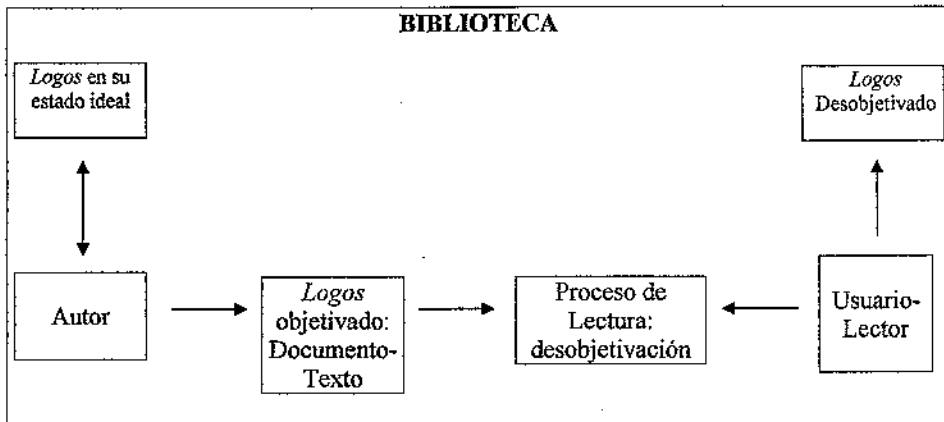 BIBLIOTECA
Logos en su
estado ideal
Logos
Desobjetivado
Autor
Logos
objetivado:
Documento-
Texto
Proceso de
Lectura:
desobjetivación
Usuario-
Lector